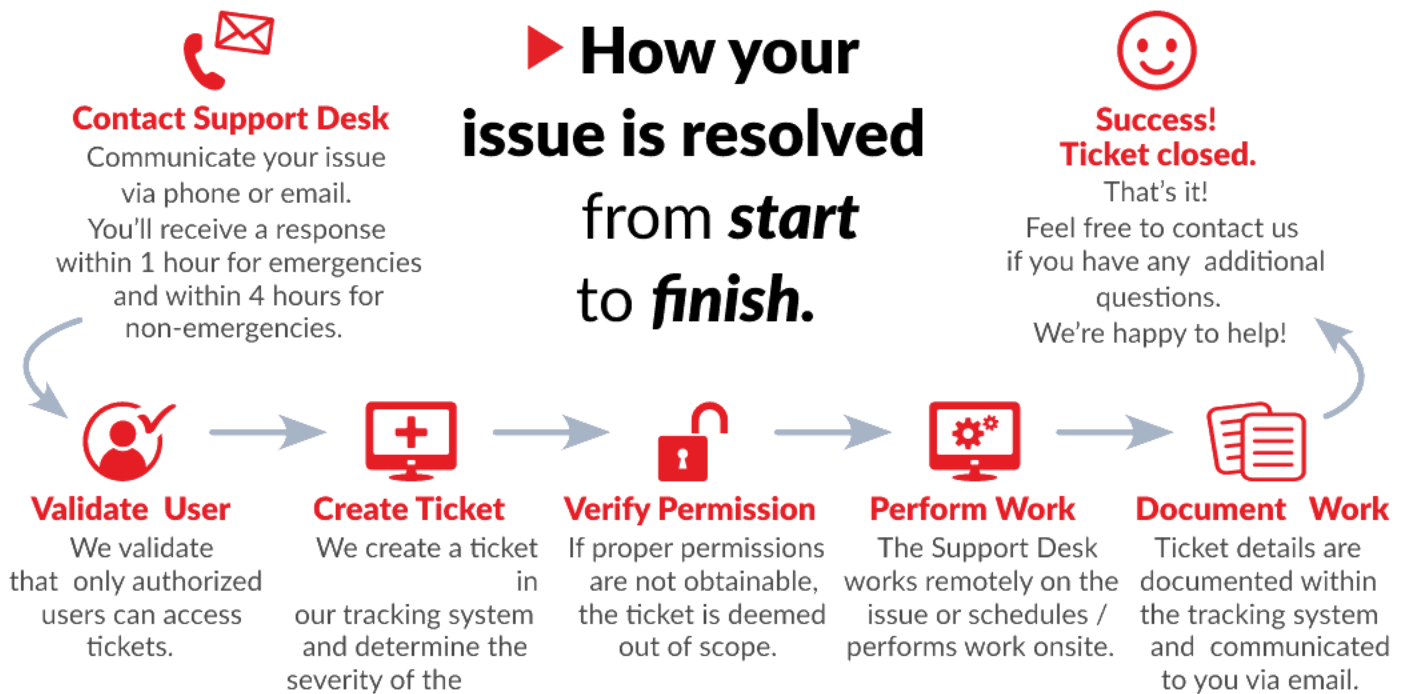 How your
issue is resolved
from start
to finish.
Contact Support Desk
Communicate your issue
via phone or email.
You'll receive a response
within 1 hour for emergencies
and within 4 hours for
non-emergencies.
Validate User
We validate
that only authorized
users can access
tickets.
Create Ticket
We create a ticket
in
our tracking system
and determine the
severity of the
Verify Permission
If proper permissions
are not obtainable,
the ticket is deemed
out of scope.
Perform Work
The Support Desk
works remotely on the
issue or schedules /
performs work onsite.
Document Work
Ticket details are
documented within
the tracking system
and communicated
to you via email.
Success!
Ticket closed.
That's it!
Feel free to contact us
if you have any additional
questions.
We're happy to help!